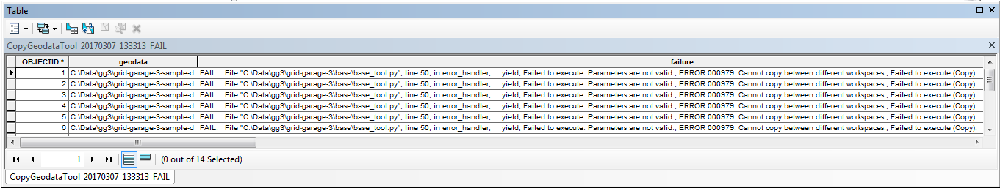 Table
CopyGeodataTool_20170307_133313_FAIL
OBJECTID * geodata failure
1 C:\Data\gg3\grid-garage-3-sample-d FAIL: File "C:\Data\gg3\grid-garage-3\base\base_tool.py", line 50, in error_handler, yield, Failed to execute. Parameters are not valid., ERROR 000979: Cannot copy between different workspaces., Failed to execute (Copy).
2 C:\Data\gg3\grid-garage-3-sample-d FAIL: File "C:\Data\gg3\grid-garage-3\base\base_tool.py", line 50, in error_handler, yield, Failed to execute. Parameters are not valid., ERROR 000979: Cannot copy between different workspaces., Failed to execute (Copy).
3 C:\Data\gg3\grid-garage-3-sample-d FAIL: File "C:\Data\gg3\grid-garage-3\base\base_tool.py", line 50, in error_handler, yield, Failed to execute. Parameters are not valid., ERROR 000979: Cannot copy between different workspaces., Failed to execute (Copy).
4 C:\Data\gg3\grid-garage-3-sample-d FAIL: File "C:\Data\gg3\grid-garage-3\base\base_tool.py", line 50, in error_handler, yield, Failed to execute. Parameters are not valid., ERROR 000979: Cannot copy between different workspaces., Failed to execute (Copy).
5 C:\Data\gg3\grid-garage-3-sample-d FAIL: File "C:\Data\gg3\grid-garage-3\base\base_tool.py", line 50, in error_handler, yield, Failed to execute. Parameters are not valid., ERROR 000979: Cannot copy between different workspaces., Failed to execute (Copy).
6 C:\Data\gg3\grid-garage-3-sample-d FAIL: File "C:\Data\gg3\grid-garage-3\base\base_tool.py", line 50, in error_handler, yield, Failed to execute. Parameters are not valid., ERROR 000979: Cannot copy between different workspaces., Failed to execute (Copy).
1 (0 out of 14 Selected)
CopyGeodataTool_20170307_133313_FAIL